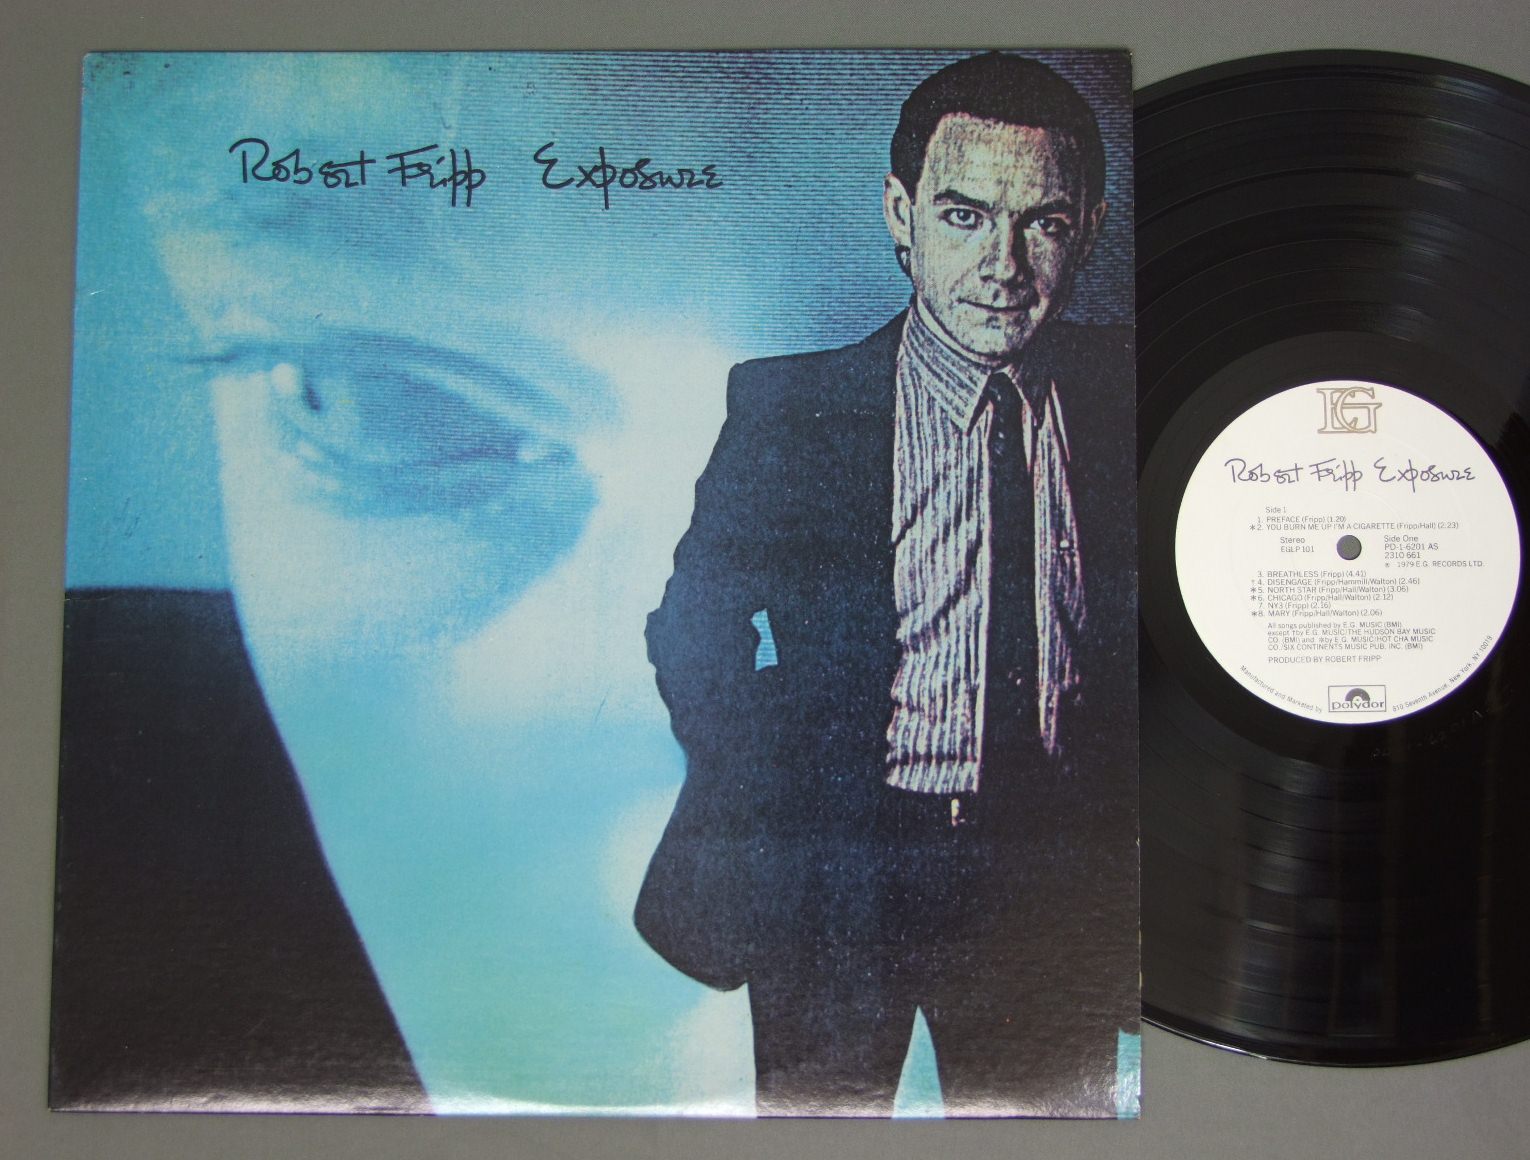 Robert Fripp Exposure
EG
Robert Fripp Exposure
Side 1
1. PREFACE (Fripp) (1.20)
*2. YOU BURN ME UP I'M A CIGARETTE (Fripp/Hall) (2:23)
Stereo
EGLP 101
Side One
PD-1-6201 AS
2310 661
℗ 1979 E.G. RECORDS LTD.
3. BREATHLESS (Fripp) (4.41)
†4. DISENGAGE (Fripp/Hammill/Walton) (2.46)
*5. NORTH STAR (Fripp/Hall/Walton) (3.06)
*6. CHICAGO (Fripp/Hall/Walton) (2.12)
7. NY3 (Fripp) (2.16)
*8. MARY (Fripp/Hall/Walton) (2.06)
All songs published by E.G. MUSIC (BMI)
except †by E.G. MUSIC/THE HUDSON BAY MUSIC
CO. (BMI) and *by E.G. MUSIC/HOT CHA MUSIC
CO./SIX CONTINENTS MUSIC PUB, INC. (BMI)
PRODUCED BY ROBERT FRIPP
Manufactured and Marketed by polydor 810 Seventh Avenue, New York, NY 10019